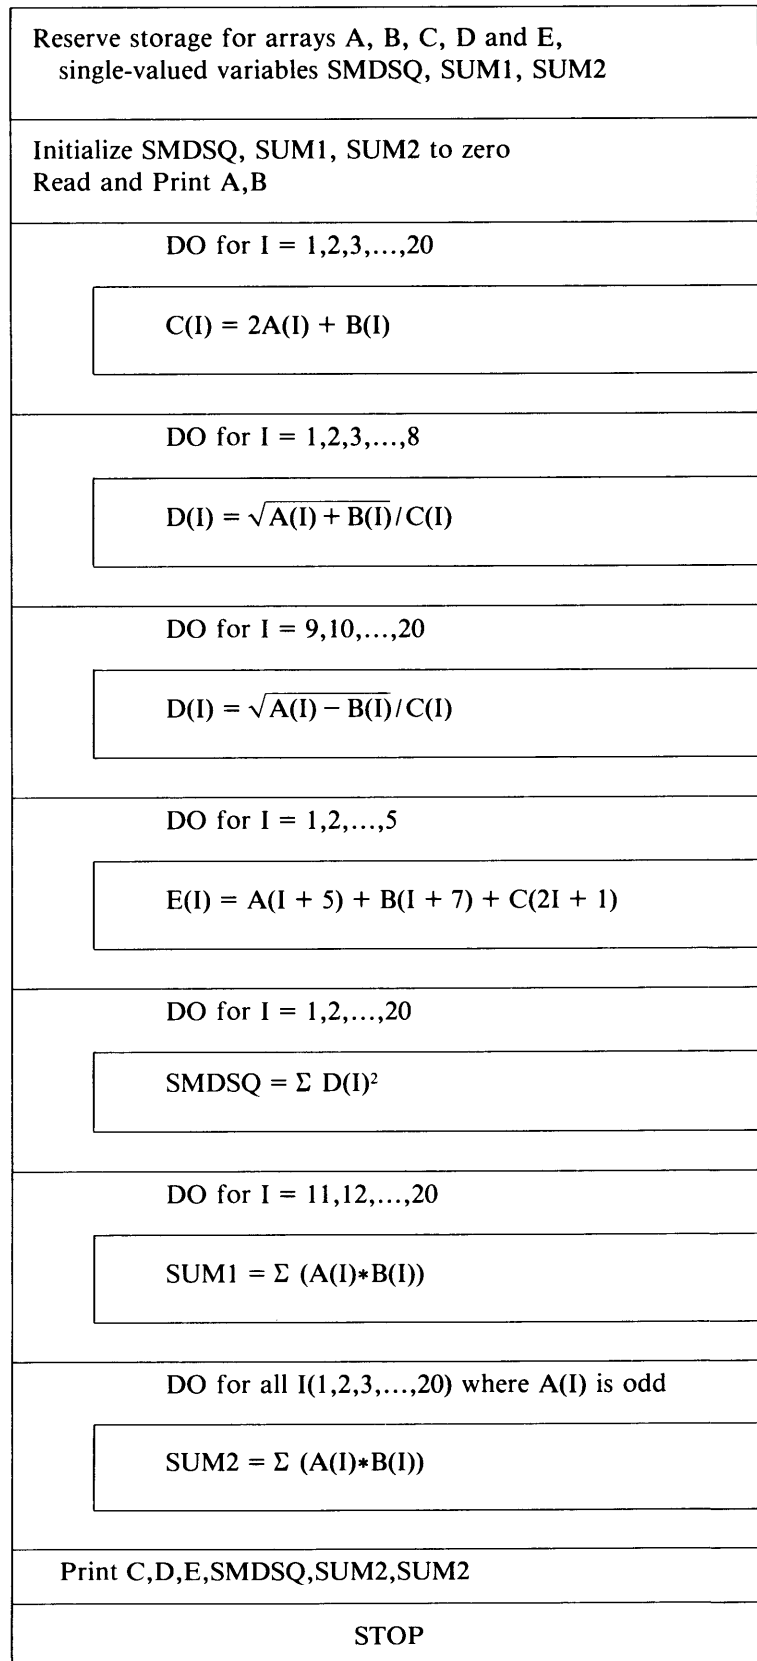 Reserve storage for arrays A, B, C, D and E,
single-valued variables SMDSQ, SUM1, SUM2
Initialize SMDSQ, SUM1, SUM2 to zero
Read and Print A,B
DO for I = 1,2,3,...,20
C(I) = 2A(I) + B(I)
DO for I = 1,2,3,...,8
D(I) = √A(I) + B(I)/C(I)
DO for I = 9,10,...,20
D(I) = √A(I) − B(I)/C(I)
DO for I = 1,2,...,5
E(I) = A(I + 5) + B(I + 7) + C(2I + 1)
DO for I = 1,2,...,20
SMDSQ = Σ D(I)²
DO for I = 11,12,...,20
SUM1 = Σ (A(I)*B(I))
DO for all I(1,2,3,...,20) where A(I) is odd
SUM2 = Σ (A(I)*B(I))
Print C,D,E,SMDSQ,SUM2,SUM2
STOP